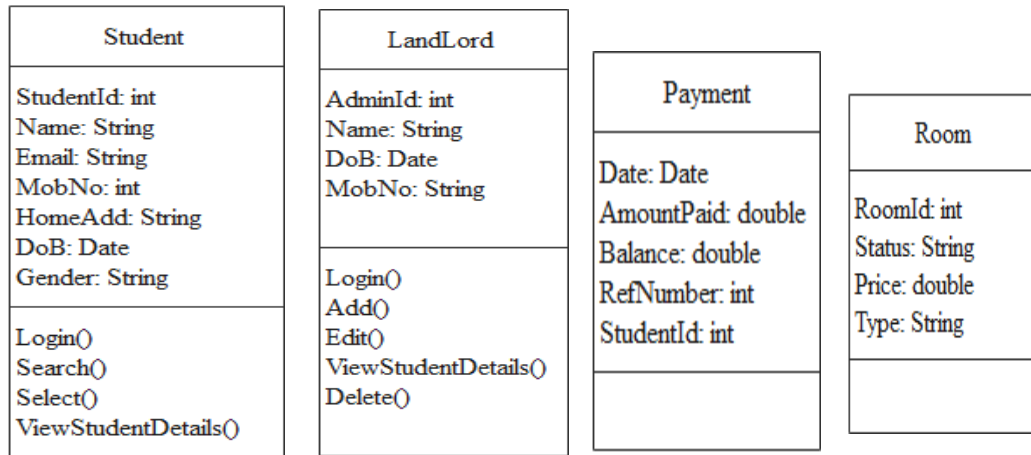 Student
StudentId: int
Name: String
Email: String
MobNo: int
HomeAdd: String
DoB: Date
Gender: String
Login()
Search()
Select()
ViewStudentDetails()
LandLord
AdminId: int
Name: String
DoB: Date
MobNo: String
Login()
Add()
Edit()
ViewStudentDetails()
Delete()
Payment
Date: Date
AmountPaid: double
Balance: double
RefNumber: int
StudentId: int
Room
RoomId: int
Status: String
Price: double
Type: String